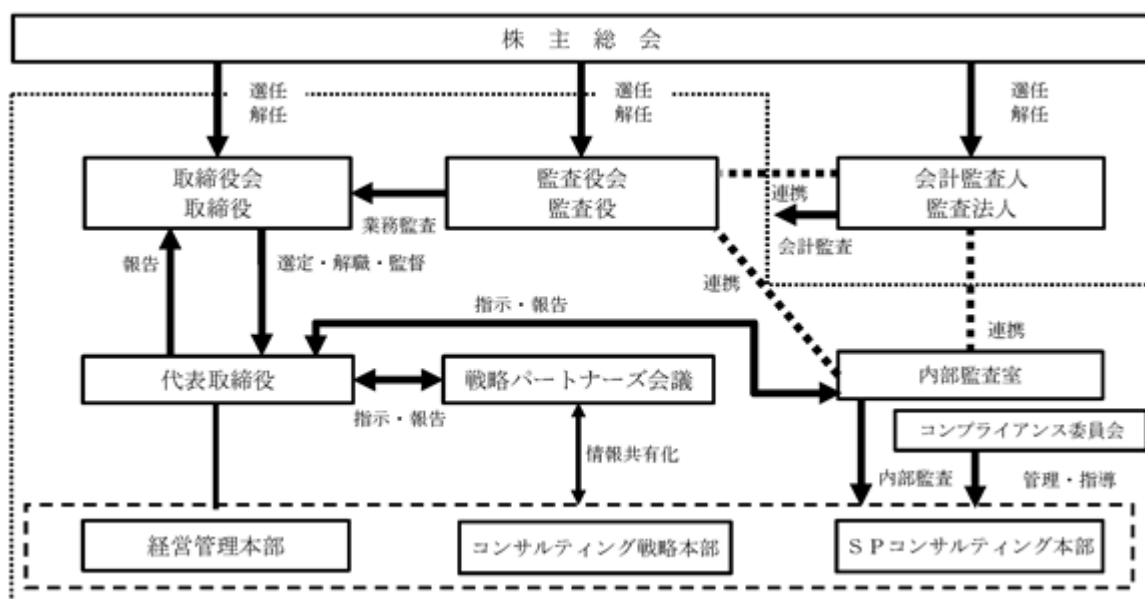 株主総会
選任
解任
選任
解任
選任
解任
取締役会
取締役
監査役会
監査役
会計監査人
監査法人
業務監査
連携
会計監査
報告
選定・解職・監督
連携
指示・報告
連携
代表取締役
戦略パートナーズ会議
内部監査室
指示・報告
コンプライアンス委員会
情報共有化
内部監査
管理・指導
経営管理本部
コンサルティング戦略本部
ＳＰコンサルティング本部